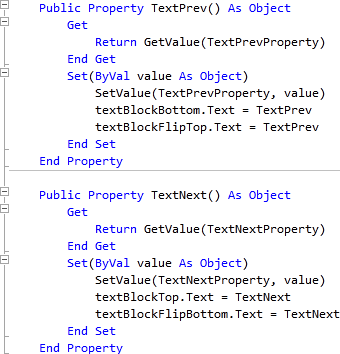 Public Property TextPrev() As Object
Get
Return GetValue(TextPrevProperty)
End Get
Set(ByVal value As Object)
SetValue(TextPrevProperty, value)
textBlockBottom.Text = TextPrev
textBlockFlipTop.Text = TextPrev
End Set
End Property
Public Property TextNext() As Object
Get
Return GetValue(TextNextProperty)
End Get
Set(ByVal value As Object)
SetValue(TextNextProperty, value)
textBlockTop.Text = TextNext
textBlockFlipBottom.Text = TextNext
End Set
End Property